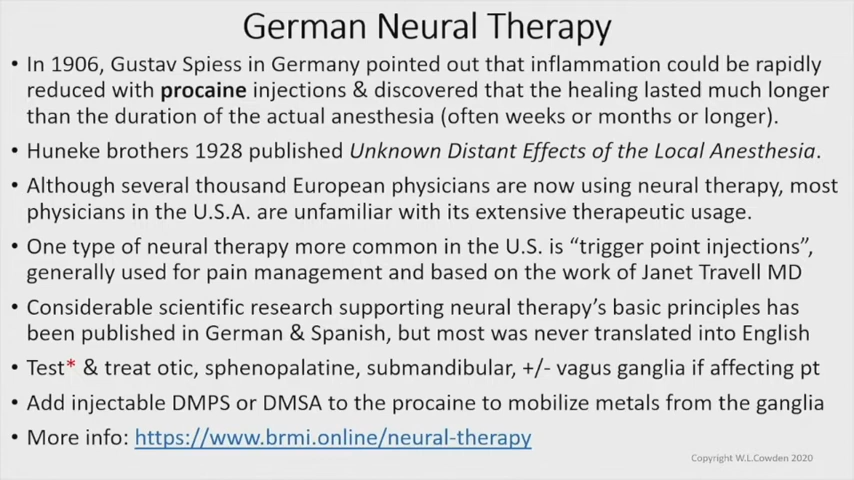 German Neural Therapy
• In 1906, Gustav Spiess in Germany pointed out that inflammation could be rapidly
reduced with procaine injections & discovered that the healing lasted much longer
than the duration of the actual anesthesia (often weeks or months or longer).
• Huneke brothers 1928 published Unknown Distant Effects of the Local Anesthesia.
• Although several thousand European physicians are now using neural therapy, most
physicians in the U.S.A. are unfamiliar with its extensive therapeutic usage.
• One type of neural therapy more common in the U.S. is “trigger point injections”,
generally used for pain management and based on the work of Janet Travell MD
• Considerable scientific research supporting neural therapy’s basic principles has
been published in German & Spanish, but most was never translated into English
• Test* & treat otic, sphenopalatine, submandibular, +/- vagus ganglia if affecting pt
• Add injectable DMPS or DMSA to the procaine to mobilize metals from the ganglia
• More info: https://www.brmi.online/neural-therapy
Copyright W.L.Cowden 2020